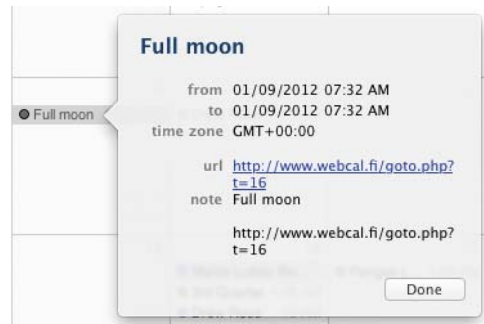 Full moon
Full moon
from 01/09/2012 07:32 AM
to 01/09/2012 07:32 AM
time zone GMT+00:00
url http://www.webcal.fi/goto.php?
t=16
note Full moon
http://www.webcal.fi/goto.php?
t=16
Done